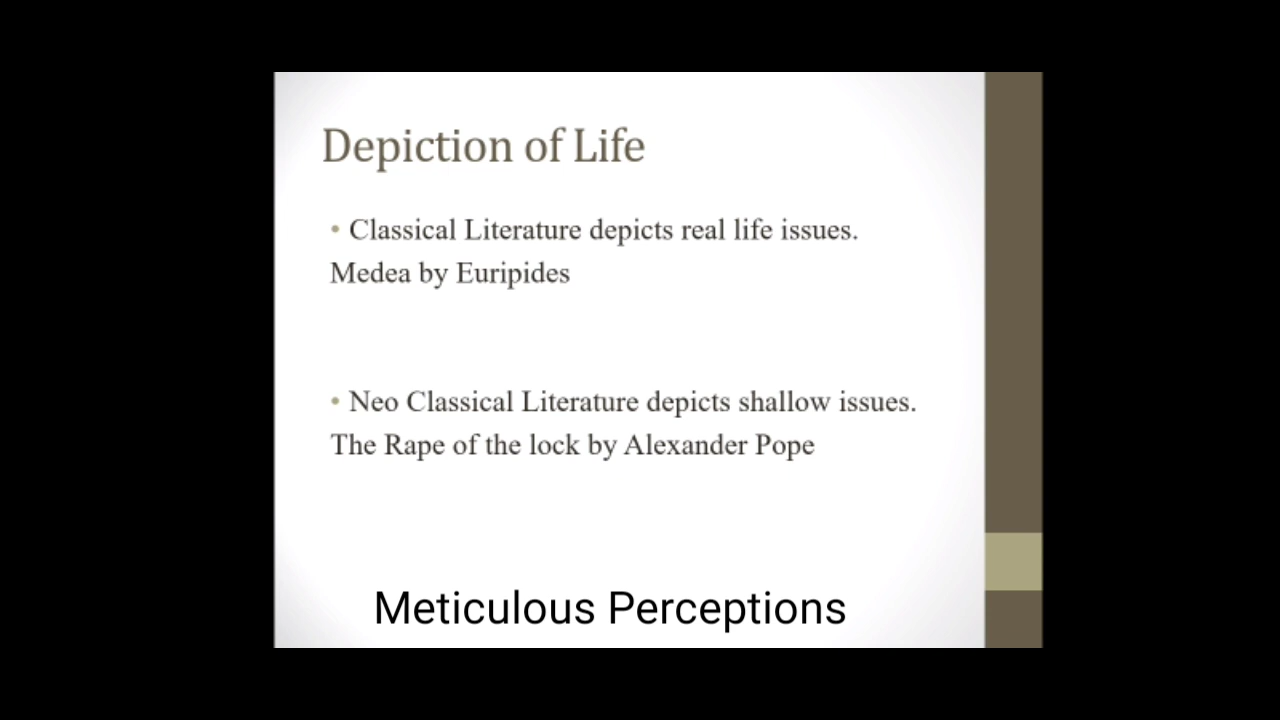 Depiction of Life
• Classical Literature depicts real life issues.
Medea by Euripides
• Neo Classical Literature depicts shallow issues.
The Rape of the lock by Alexander Pope
Meticulous Perceptions